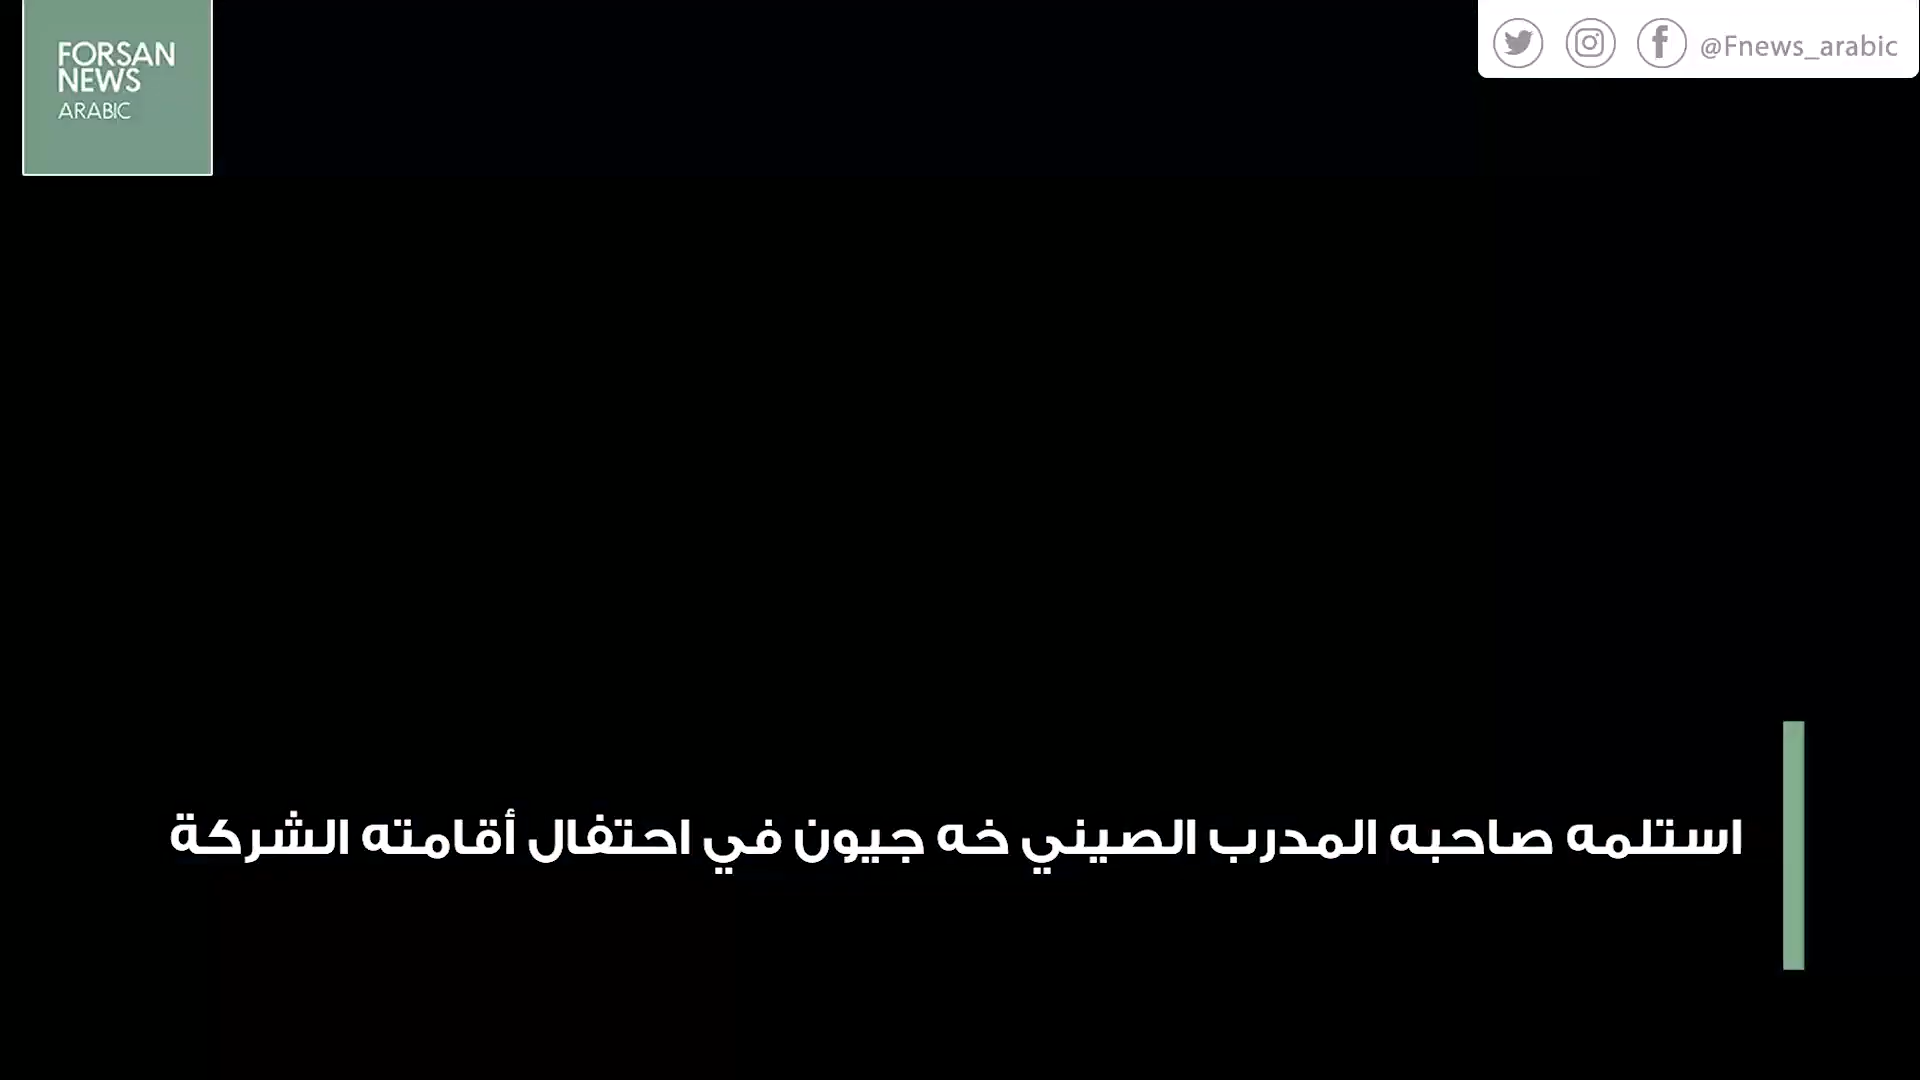 FORSAN
NEWS
ARABIC
@Fnews_arabic
استلمه صاحبه المدرب الصيني خه جيون في احتفال أقامته الشركة